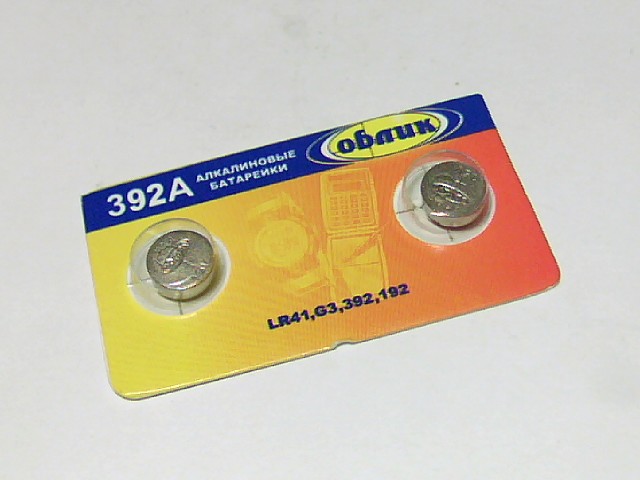 облик
392A АЛКАЛИНОВЫЕ
БАТАРЕЙКИ
LR41,G3,392,192